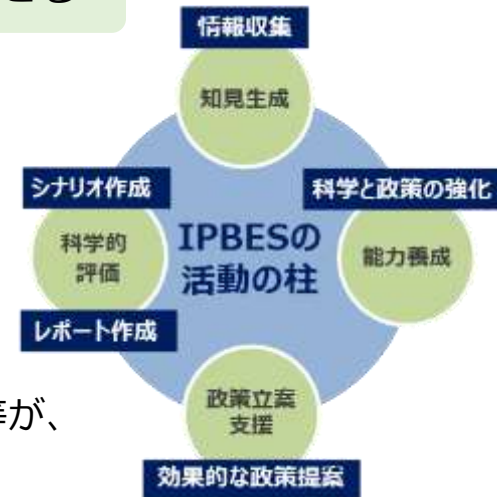 情報収集
知見生成
シナリオ作成
科学と政策の強化
科学的
評価
IPBESの
活動の柱
能力養成
レポート作成
等が、
政策立案
支援
効果的な政策提案